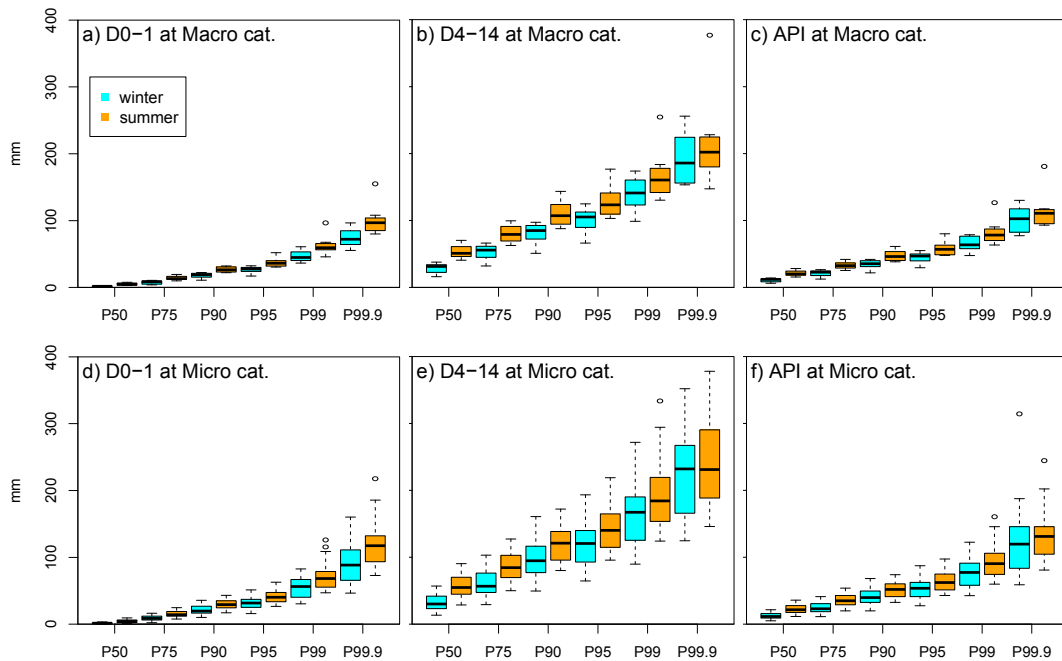 a) D0−1 at Macro cat.
b) D4−14 at Macro cat.
c) API at Macro cat.
winter
summer
mm
400
300
200
100
0
P50 P75 P90 P95 P99 P99.9
P50 P75 P90 P95 P99 P99.9
P50 P75 P90 P95 P99 P99.9
d) D0−1 at Micro cat.
e) D4−14 at Micro cat.
f) API at Micro cat.
mm
400
300
200
100
0
P50 P75 P90 P95 P99 P99.9
P50 P75 P90 P95 P99 P99.9
P50 P75 P90 P95 P99 P99.9